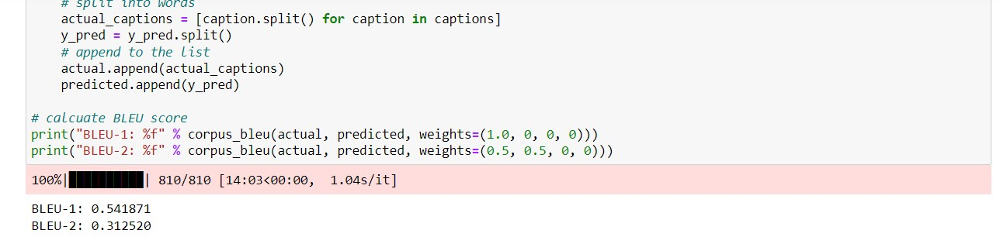 # split into words
actual_captions = [caption.split() for caption in captions]
y_pred = y_pred.split()
# append to the list
actual.append(actual_captions)
predicted.append(y_pred)
# calcuate BLEU score
print("BLEU-1: %f" % corpus_bleu(actual, predicted, weights=(1.0, 0, 0, 0)))
print("BLEU-2: %f" % corpus_bleu(actual, predicted, weights=(0.5, 0.5, 0, 0)))
100%|██████████| 810/810 [14:03<00:00, 1.04s/it]
BLEU-1: 0.541871
BLEU-2: 0.312520